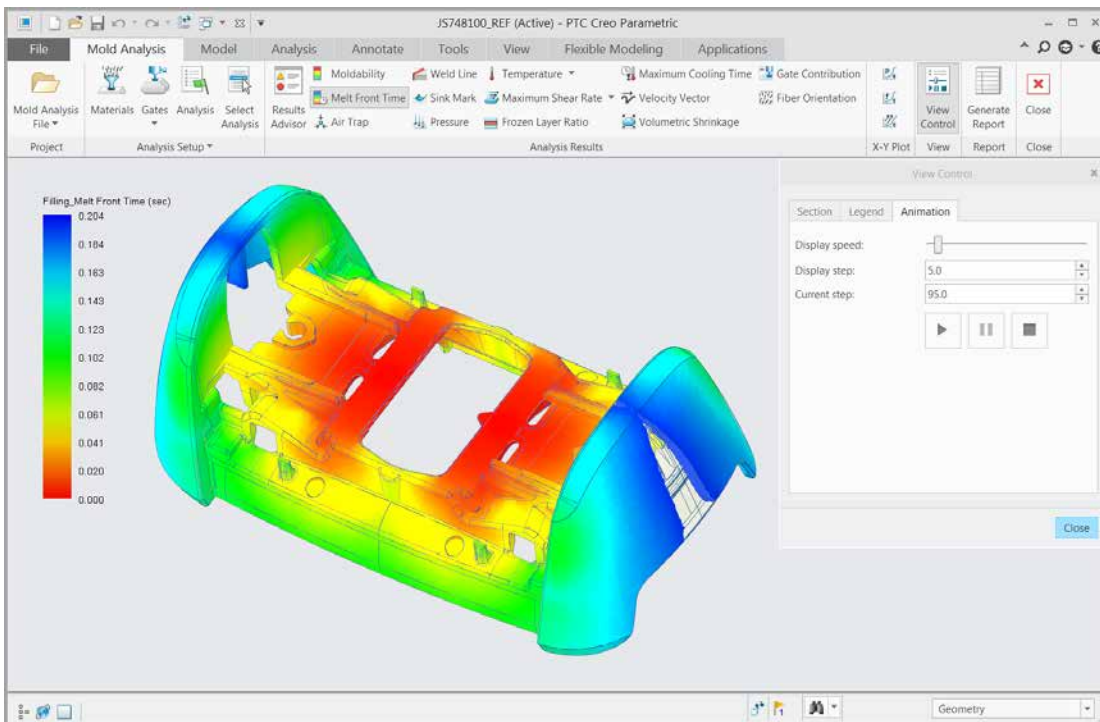 JS748100_REF (Active) - PTC Creo Parametric
File Mold Analysis Model Analysis Annotate Tools View Flexible Modeling Applications
Mold Analysis File
Project
Materials Gates Analysis Select Analysis
Analysis Setup
Results Advisor
Moldability Weld Line Temperature Maximum Cooling Time Gate Contribution
Melt Front Time Sink Mark Maximum Shear Rate Velocity Vector Fiber Orientation
Air Trap Pressure Frozen Layer Ratio Volumetric Shrinkage
Analysis Results
X-Y Plot
View Control
View
Generate Report
Report
Close
Close
Filling_Melt Front Time (sec)
0.204
0.184
0.163
0.143
0.123
0.102
0.082
0.061
0.041
0.020
0.000
View Control
Section Legend Animation
Display speed:
Display step: 5.0
Current step: 95.0
Close
Geometry